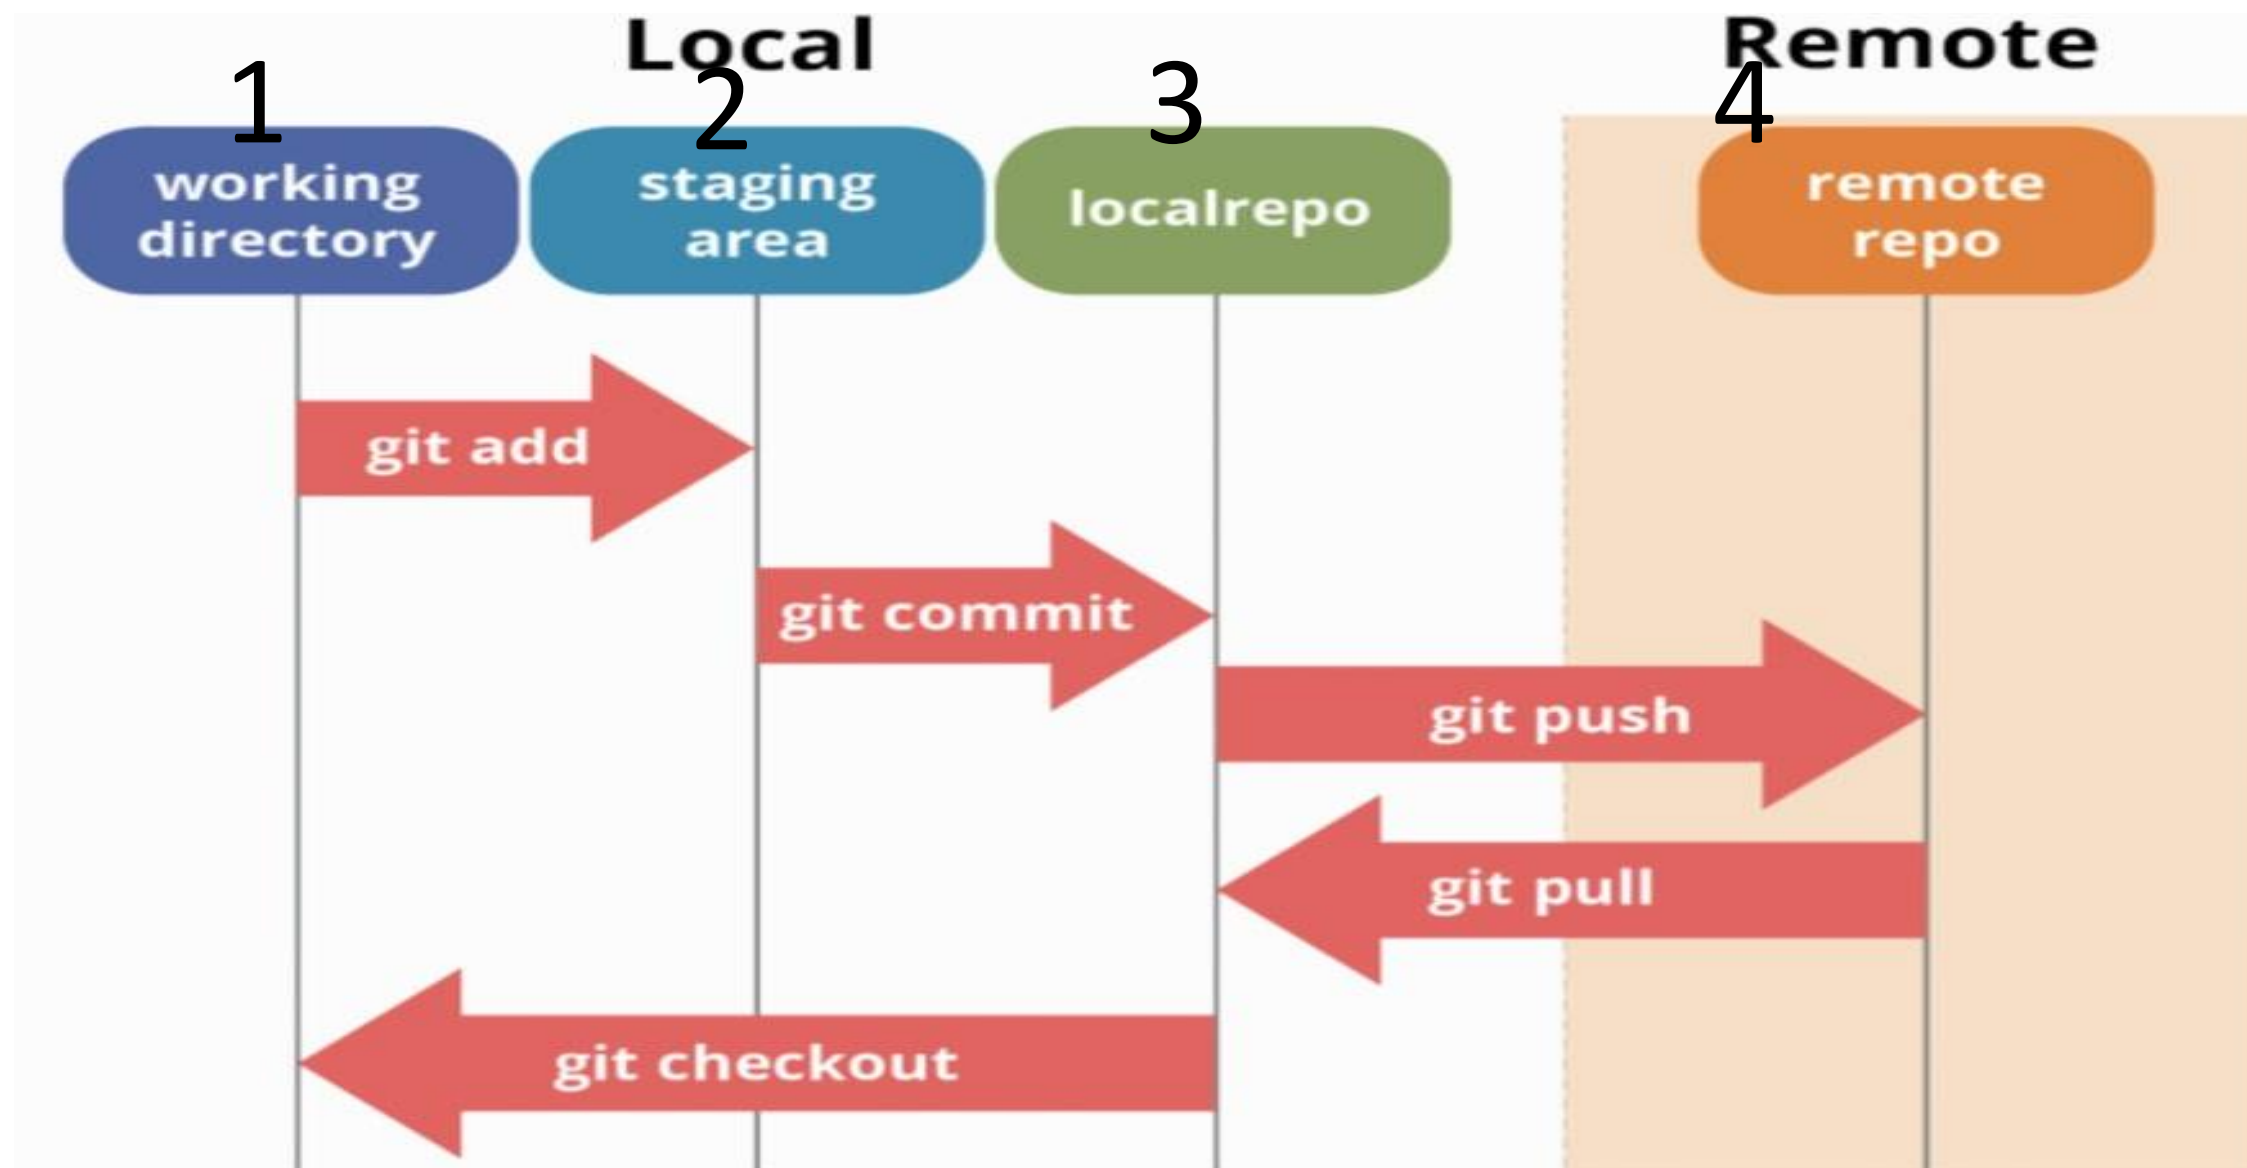 Local
Remote
1
2
3
4
working
directory
staging
area
localrepo
remote
repo
git add
git commit
git push
git pull
git checkout